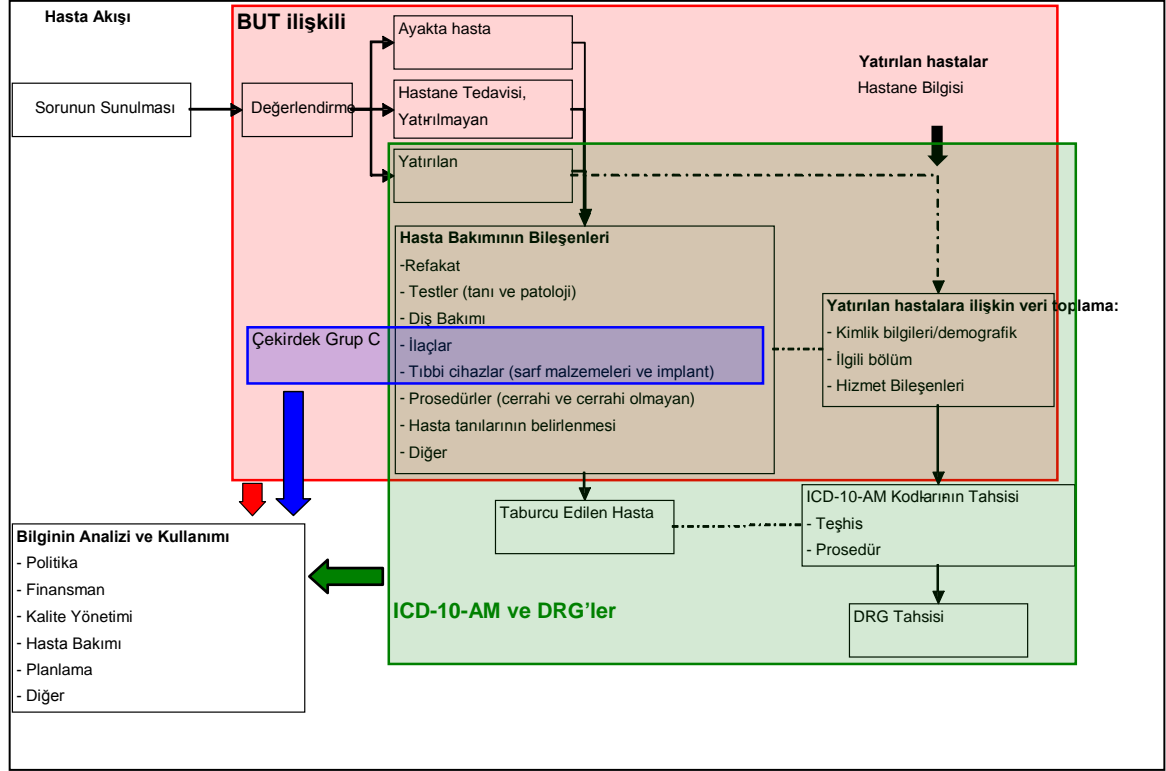 Hasta Akışı
BUT ilişkili
Ayakta hasta
Yatırılan hastalar
Hastane Bilgisi
Sorunun Sunulması
Değerlendirme
Hastane Tedavisi,
Yatırılmayan
Yatırılan
Hasta Bakımının Bileşenleri
-Refakat
- Testler (tanı ve patoloji)
- Diş Bakımı
- İlaçlar
- Tıbbi cihazlar (sarf malzemeleri ve implant)
- Prosedürler (cerrahi ve cerrahi olmayan)
- Hasta tanılarının belirlenmesi
- Diğer
Çekirdek Grup C
Yatırılan hastalara ilişkin veri toplama:
- Kimlik bilgileri/demografik
- İlgili bölüm
- Hizmet Bileşenleri
Taburcu Edilen Hasta
ICD-10-AM Kodlarının Tahsisi
- Teşhis
- Prosedür
Bilginin Analizi ve Kullanımı
- Politika
- Finansman
- Kalite Yönetimi
- Hasta Bakımı
- Planlama
- Diğer
ICD-10-AM ve DRG'ler
DRG Tahsisi